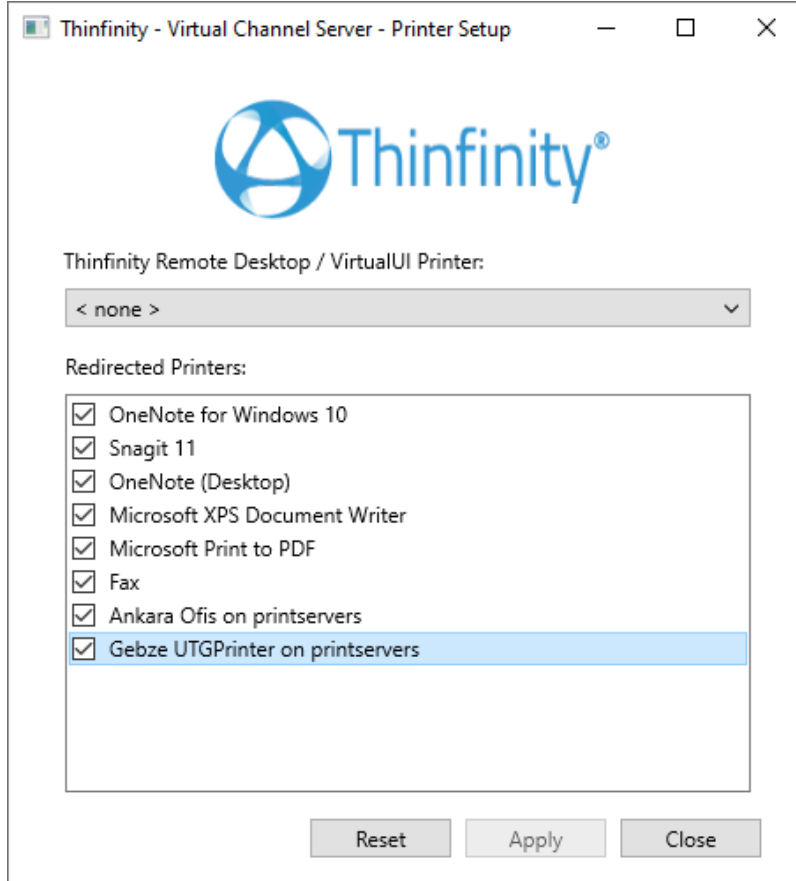 Thinfinity - Virtual Channel Server - Printer Setup
Thinfinity®
Thinfinity Remote Desktop / VirtualUI Printer:
< none >
Redirected Printers:
OneNote for Windows 10
Snagit 11
OneNote (Desktop)
Microsoft XPS Document Writer
Microsoft Print to PDF
Fax
Ankara Ofis on printservers
Gebze UTGPrinter on printservers
Reset Apply Close